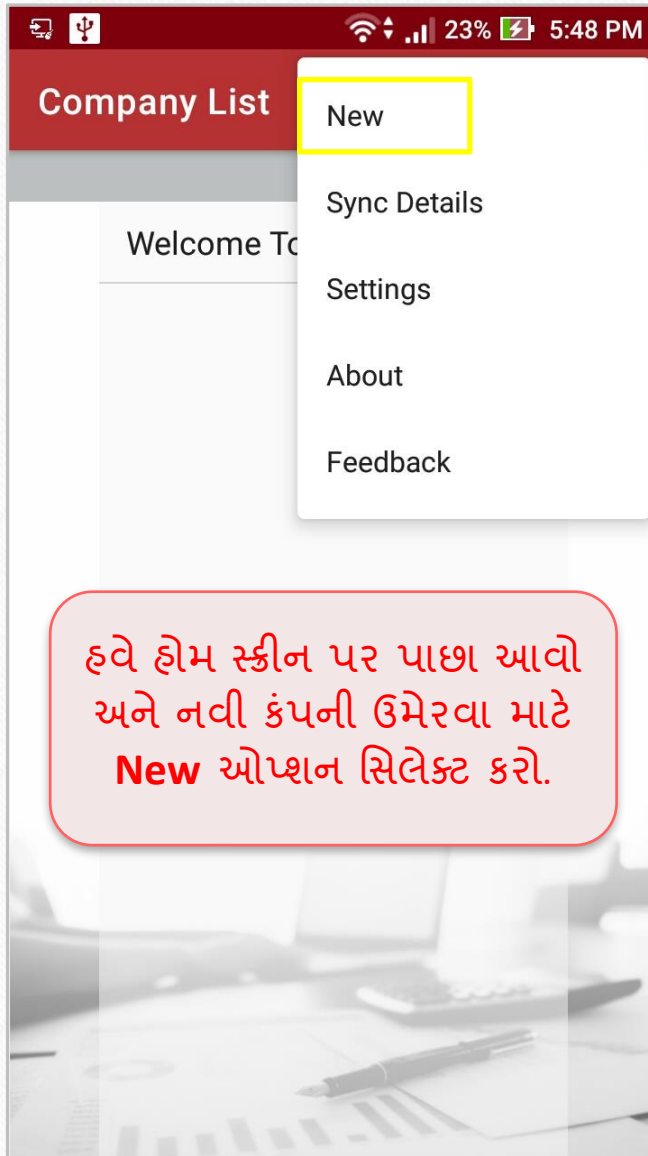 23% 5:48 PM
Company List
New
Sync Details
Welcome To
Settings
About
Feedback
હવે હોમ સ્ક્રીન પર પાછા આવો
અને નવી કંપની ઉમેરવા માટે
New ઓપ્શન સિલેક્ટ કરો.